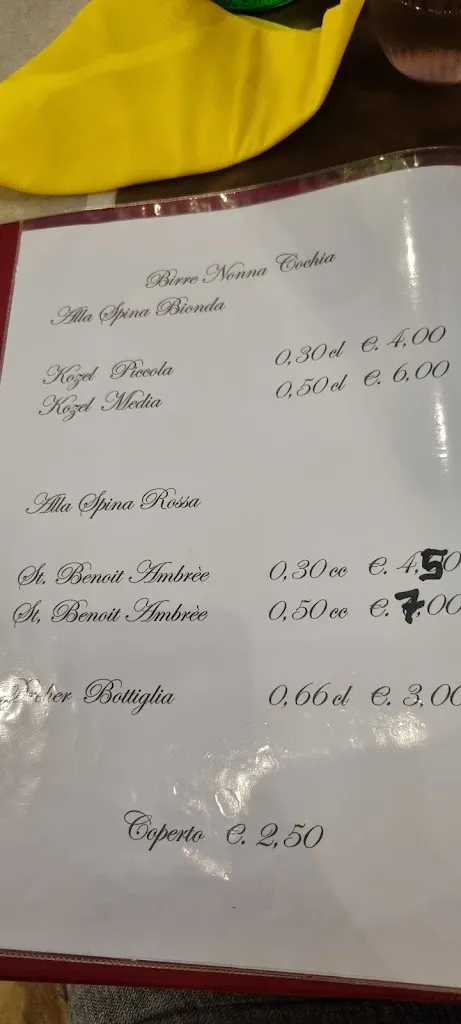 Birre Nonna Cochia
Alla Spina Bionda
Kozel Piccola 0,30 cl €. 4,00
Kozel Media 0,50 cl €. 6,00
Alla Spina Rossa
St. Benoit Ambrèe 0,30 cc €. 4,50
St, Benoit Ambrèe 0,50 cc €. 7,00
Bottiglia 0,66 cl €. 3,00
Coperto €. 2,50